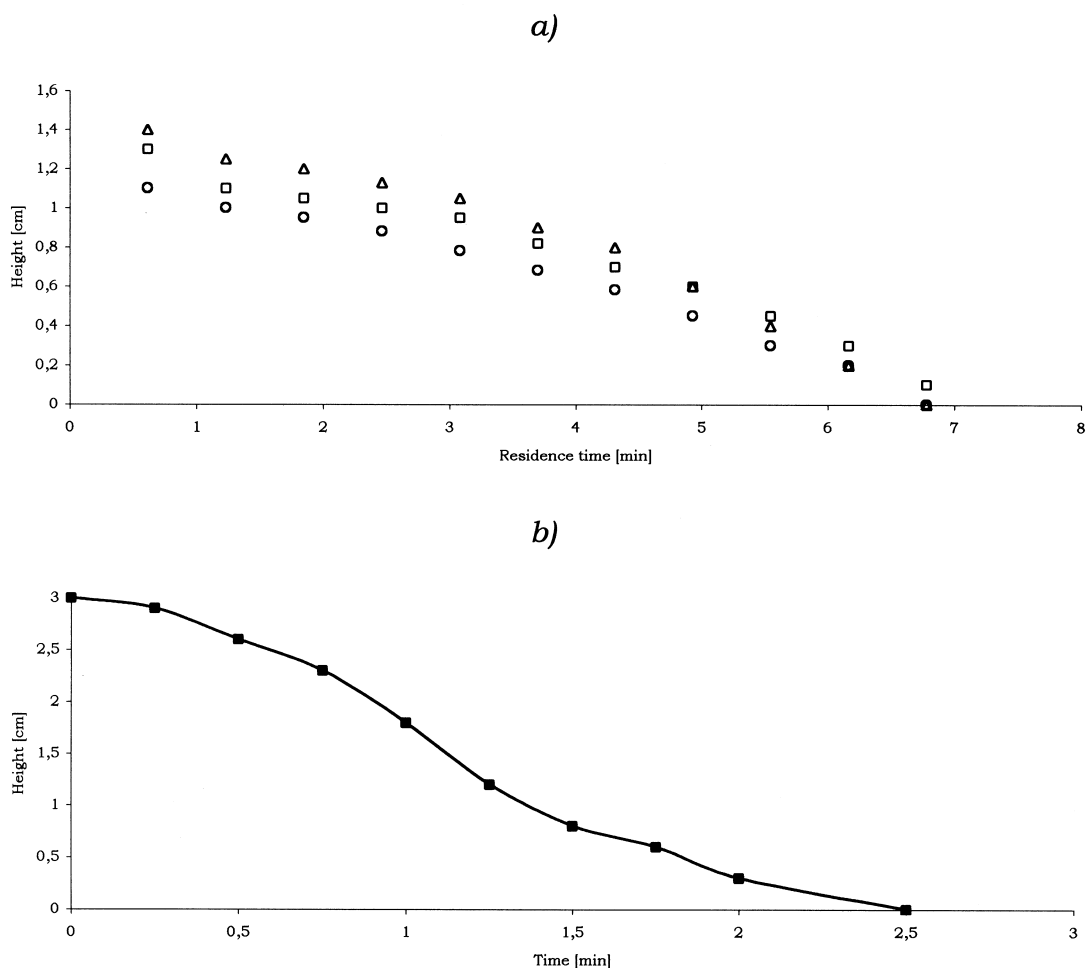 a)
1,6
1,4
1,2
1
0,8
0,6
0,4
0,2
0
Height [cm]
0 1 2 3 4 5 6 7 8
Residence time [min]
b)
3
2,5
2
1,5
1
0,5
0
Height [cm]
0 0,5 1 1,5 2 2,5 3
Time [min]